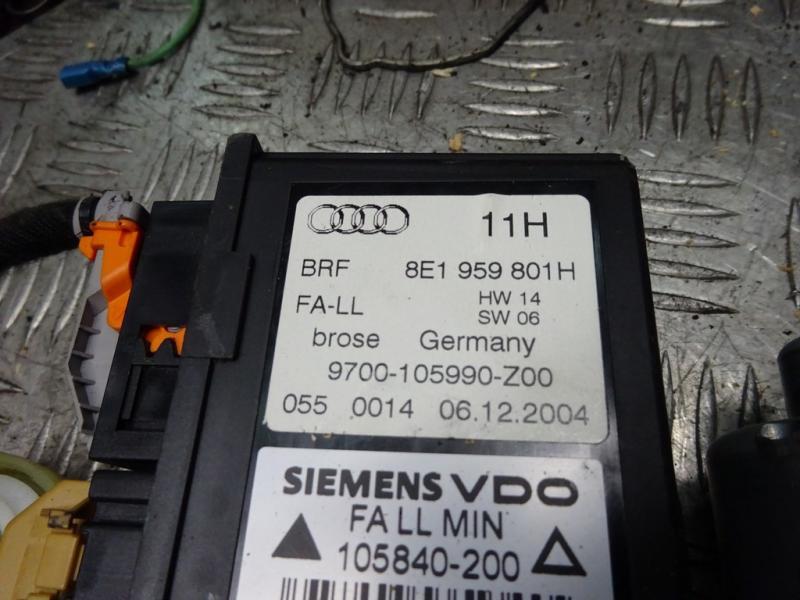 11H
BRF 8E1 959 801H
FA-LL HW 14
SW 06
brose Germany
9700-105990-Z00
055 0014 06.12.2004
SIEMENS VDO
FA LL MIN
105840-200